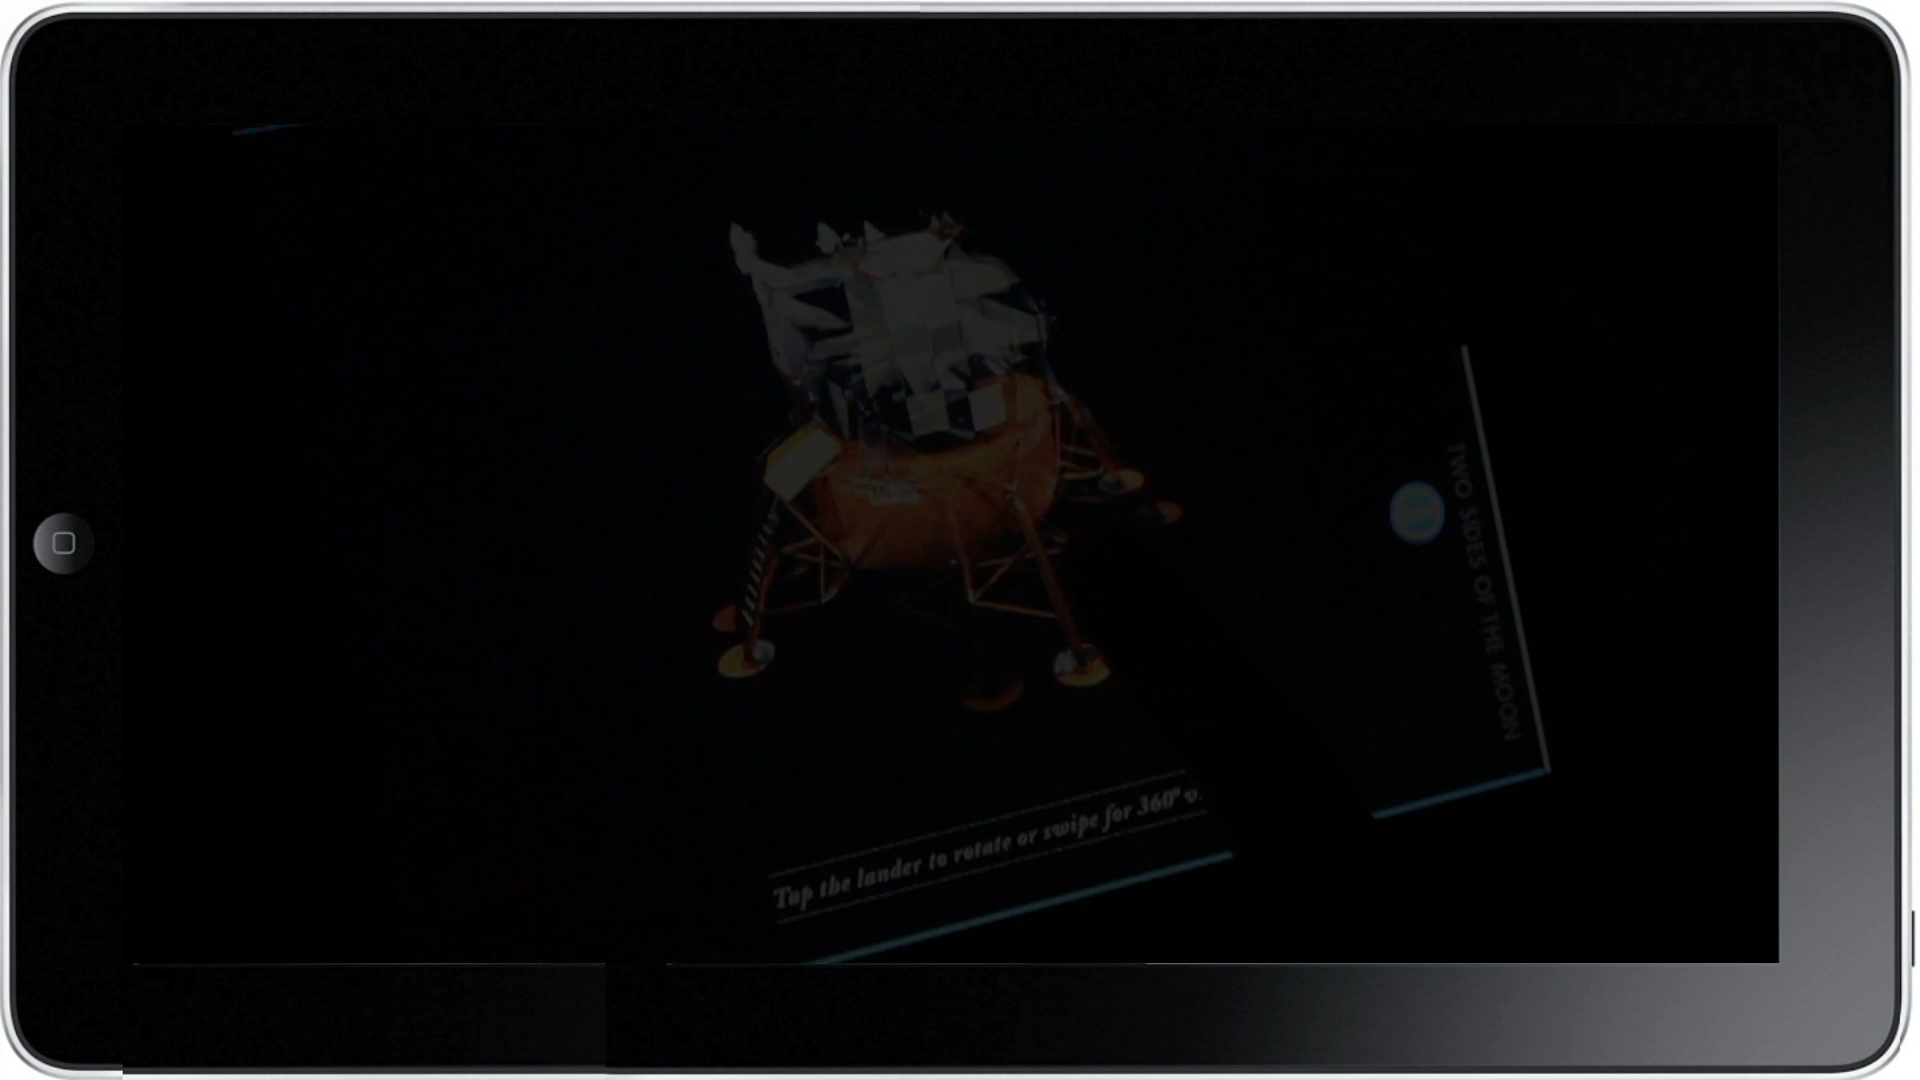 Tap the lander to rotate or swipe for 360° v
TWO SIDES OF THE MOON